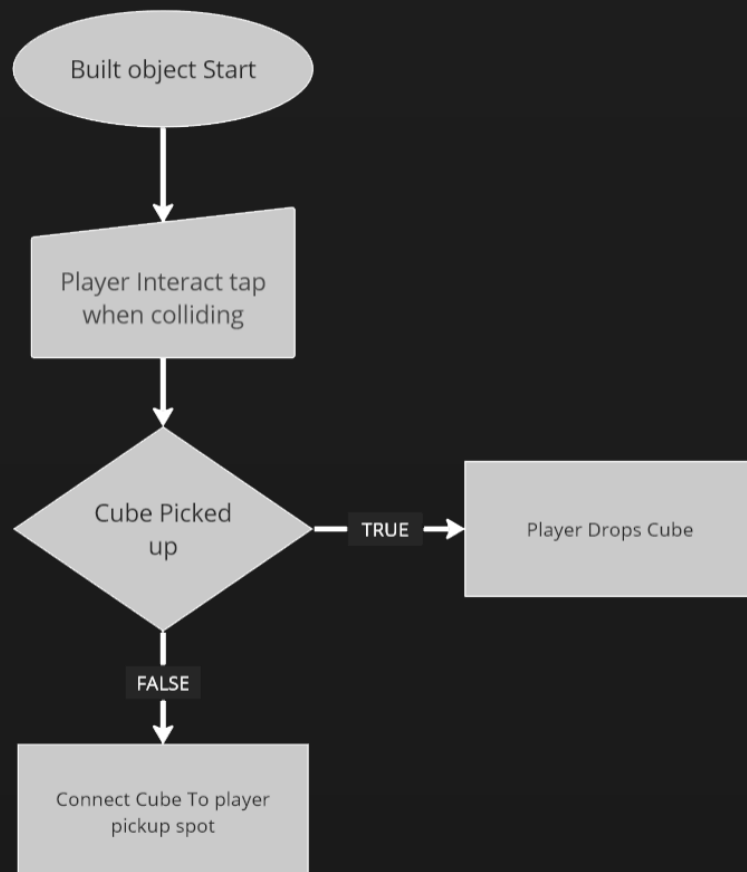 Built object Start
Player Interact tap
when colliding
Cube Picked
up
TRUE
Player Drops Cube
FALSE
Connect Cube To player
pickup spot